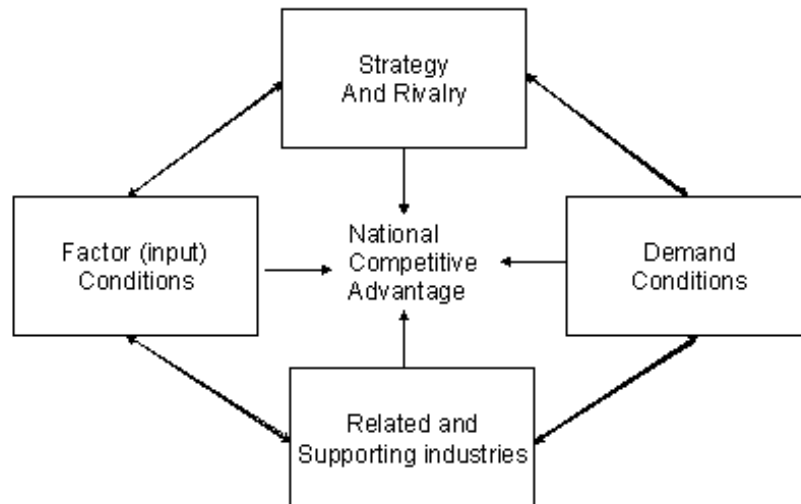 Strategy
And Rivalry
Factor (input)
Conditions
National
Competitive
Advantage
Demand
Conditions
Related and
Supporting industries